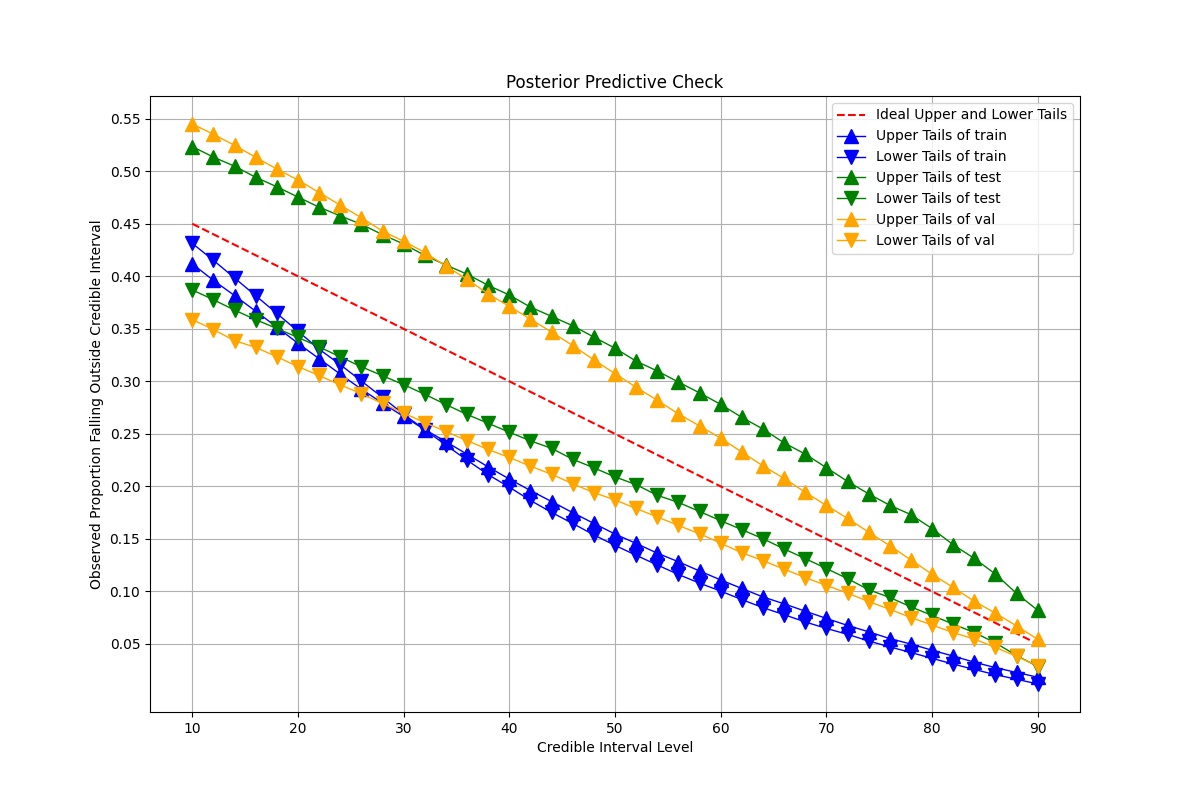 Posterior Predictive Check
Observed Proportion Falling Outside Credible Interval
0.55
0.50
0.45
0.40
0.35
0.30
0.25
0.20
0.15
0.10
0.05
Ideal Upper and Lower Tails
Upper Tails of train
Lower Tails of train
Upper Tails of test
Lower Tails of test
Upper Tails of val
Lower Tails of val
10 20 30 40 50 60 70 80 90
Credible Interval Level